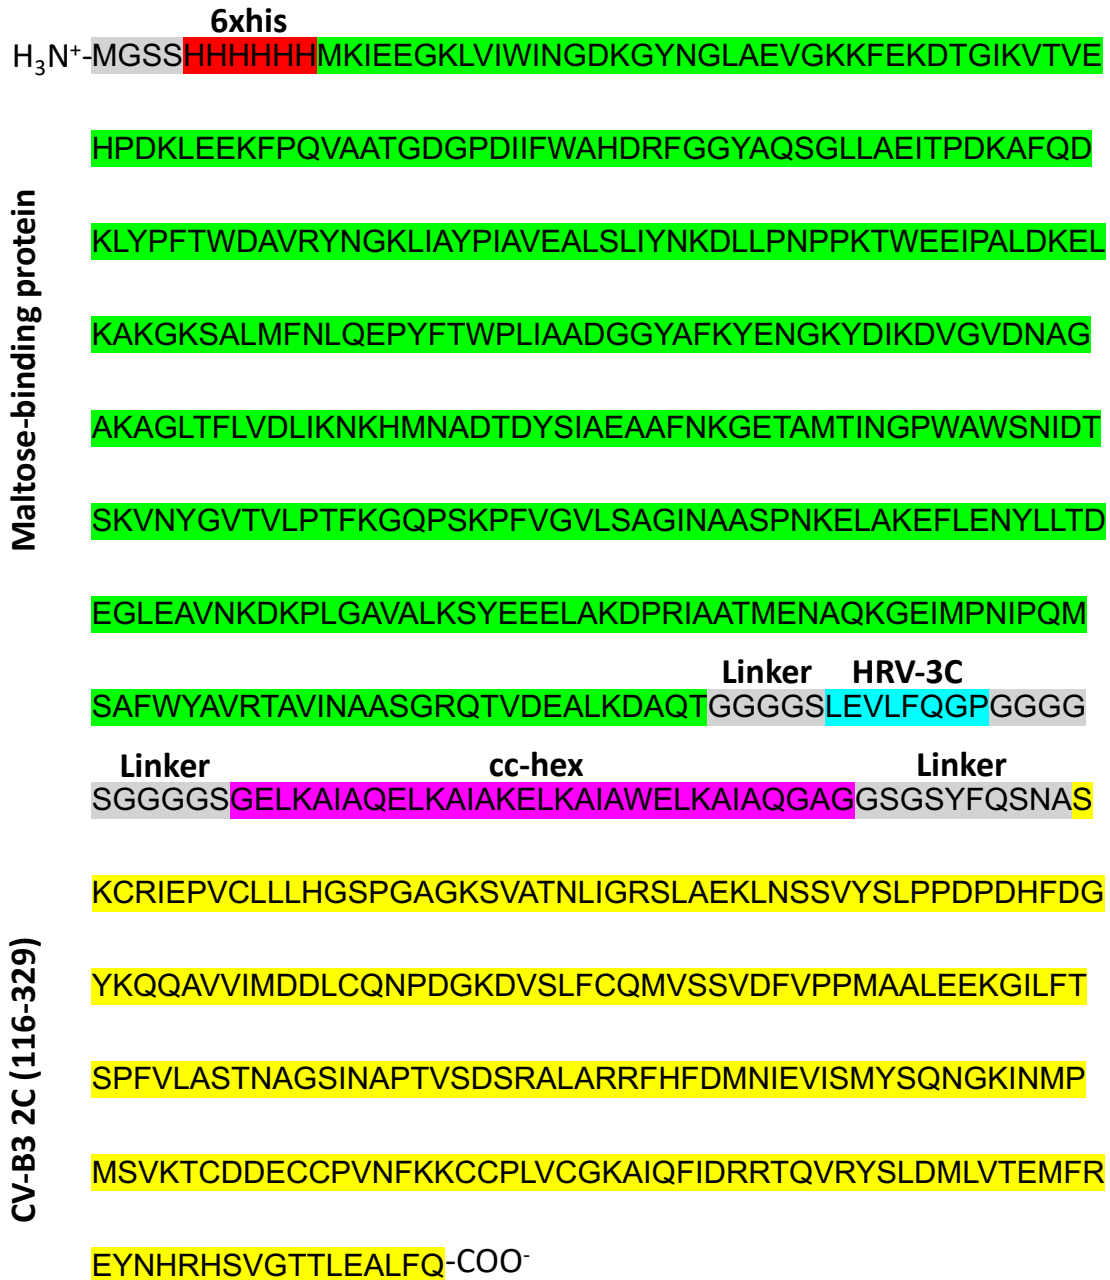 6xhis
H₃N⁺-MGSSHHHHHHMKIEEGKLVIWINGDKGYNGLAEVGKKFEKDTGIKVTVE
HPDKLEEKFPQVAATGDGPDIIFWAHDRFGGYAQSGLLAEITPDKAFQD
KLYPFTWDAVRYNGKLIAYPIAVEALSLIYNKDLLPNPPKTWEEIPALDKEL
KAKGKSALMFNLQEPYFTWPLIAADGGYAFKYENGKYDIKDVGVDNAG
AKAGLTFLVDLIKNKHMNADTDYSIAEAAFNKGETAMTINGPWAWSNIDT
SKVNYGVTVLPTFKGQPSKPFVGVLSAGINAASPNKELAKEFLENYLLTD
EGLEAVNKDKPLGAVALKSYEEELAKDPRIAATMENAQKGEIMPNIPQM
Linker HRV-3C
SAFWYAVRTAVINAASGRQTVDEALKDAQTGGGGSLEVLFQGPGGGG
Linker cc-hex Linker
SGGGGSGELKAIAQELKAIAKELKAIAWELKAIAQGAGGSGSYFQSNAS
KCRIEPVCLLLHGSPGAGKSVATNLIGRSLAEKLNSSVYSLPPDPDHFDG
YKQQAVVIMDDLCQNPDGKDVSLFCQMVSSVDFVPPMAALEEKGILFT
SPFVLASTNAGSINAPTVSDSRALARRFHFDMNIEVISMYSQNGKINMP
MSVKTCDDECCPVNFKKCCPLVCGKAIQFIDRRTQVRYSLDMLVTEMFR
EYNHRHSVGTTLEALFQ-COO⁻
Maltose-binding protein
CV-B3 2C (116-329)